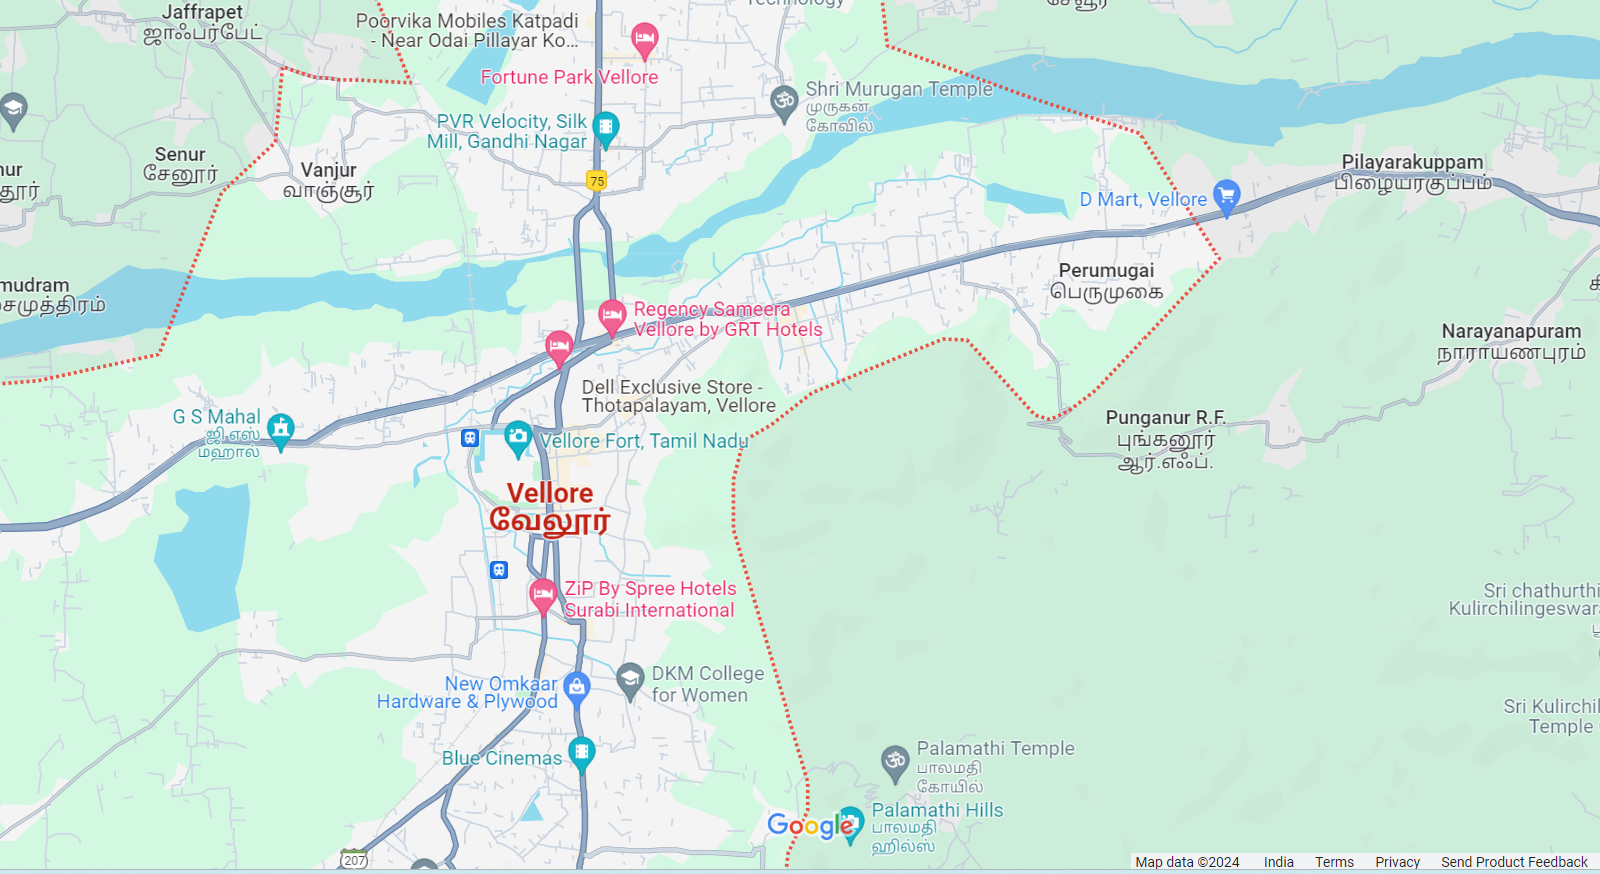 Technology
Jaffrapet
ஜாஃபர்பேட்
Poorvika Mobiles Katpadi
- Near Odai Pillayar Ko...
சேவூர்
Fortune Park Vellore
Shri Murugan Temple
முருகன்
கோவில்
PVR Velocity, Silk
Mill, Gandhi Nagar
Senur
சேனூர்
Vanjur
வாஞ்சூர்
75
Pilayarakuppam
பிழையரகுப்பம்
D Mart, Vellore
Perumugai
பெருமுகை
mudram
சமுத்திரம்
Regency Sameera
Vellore by GRT Hotels
Narayanapuram
நாராயணபுரம்
Dell Exclusive Store -
Thotapalayam, Vellore
G S Mahal
ஜி எஸ்
மஹால்
Vellore Fort, Tamil Nadu
Punganur R.F.
புங்கனூர்
ஆர்.எஃப்.
Vellore
வேலூர்
ZiP By Spree Hotels
Surabi International
Sri chathurthi
Kulirchilingeswar
DKM College
for Women
New Omkaar
Hardware & Plywood
Sri Kulirchil
Temple
Blue Cinemas
Palamathi Temple
பாலமதி
கோயில்
Palamathi Hills
பாலமதி
ஹில்ஸ்
Google
207
Map data ©2024 India Terms Privacy Send Product Feedback